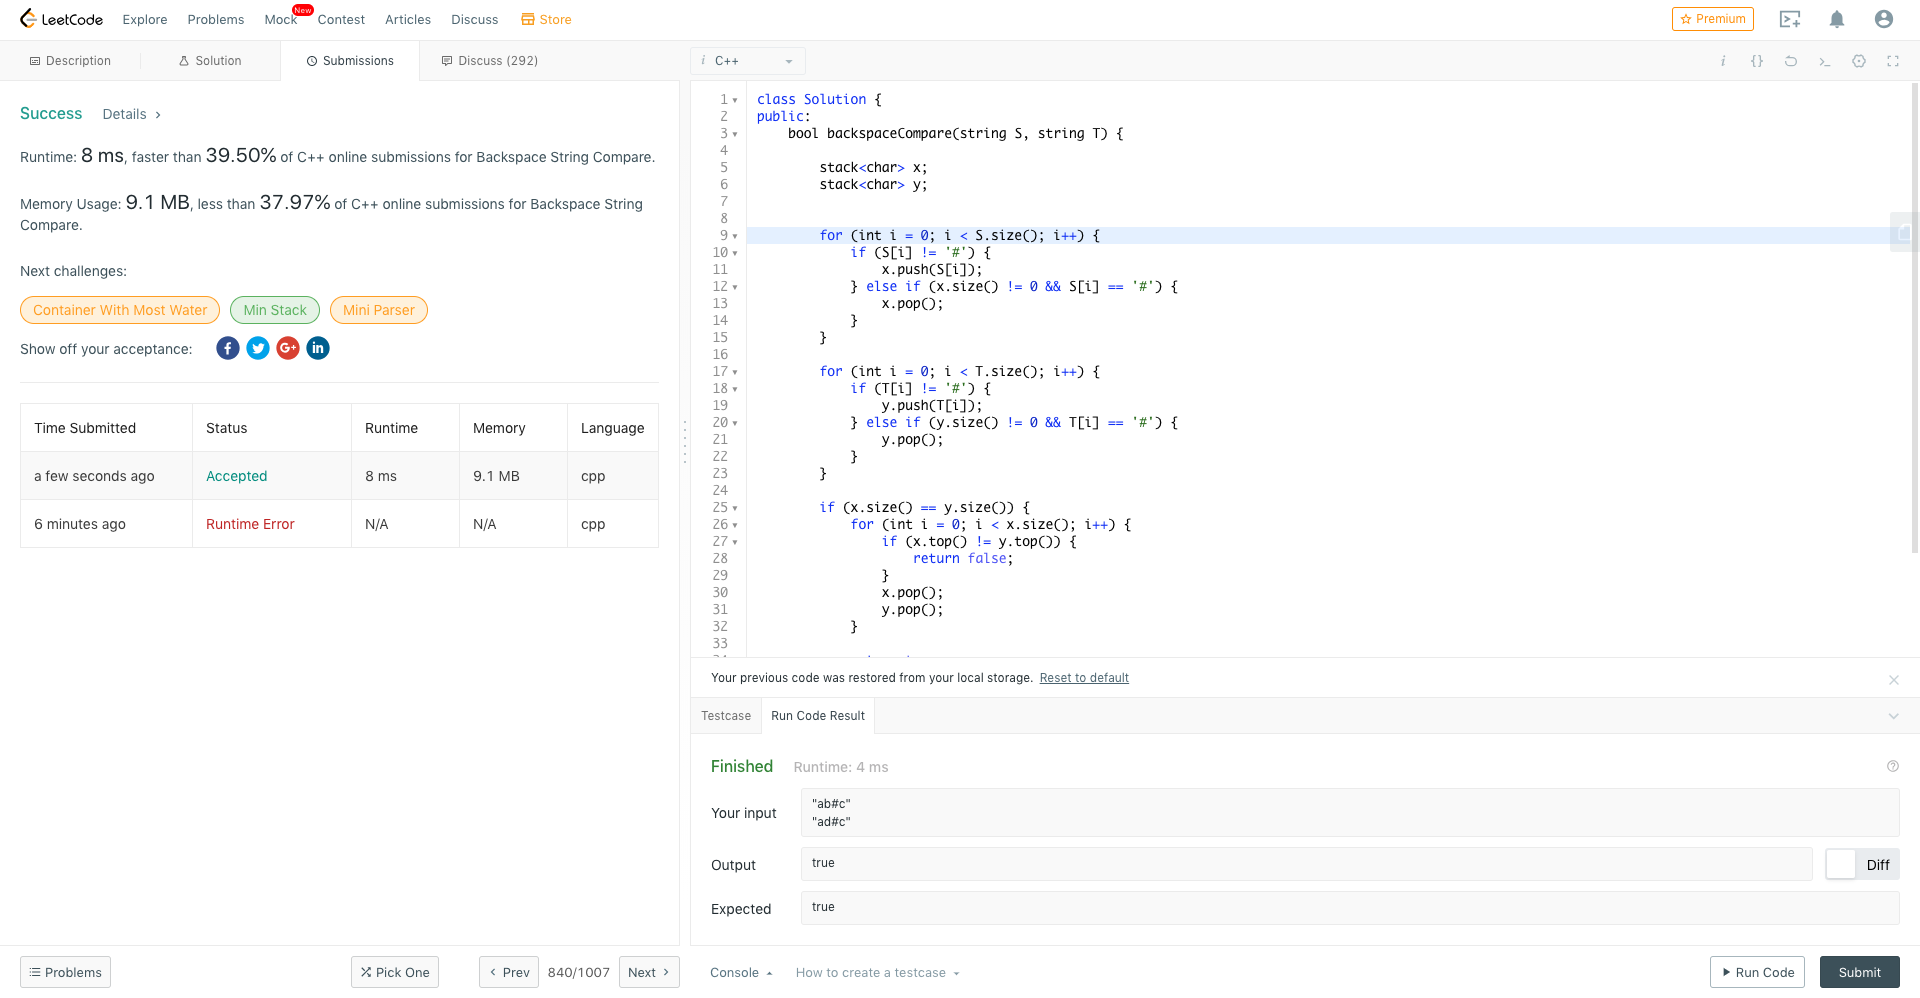 LeetCode Explore Problems Mock New Contest Articles Discuss Store Premium
Description Solution Submissions Discuss (292)
Success Details
Runtime: 8 ms, faster than 39.50% of C++ online submissions for Backspace String Compare.
Memory Usage: 9.1 MB, less than 37.97% of C++ online submissions for Backspace String
Compare.
Next challenges:
Container With Most Water Min Stack Mini Parser
Show off your acceptance:
Time Submitted Status Runtime Memory Language
a few seconds ago Accepted 8 ms 9.1 MB cpp
6 minutes ago Runtime Error N/A N/A cpp
Problems Pick One Prev 840/1007 Next
i C++ i {}
1 class Solution {
2 public:
3     bool backspaceCompare(string S, string T) {
4
5         stack<char> x;
6         stack<char> y;
7
8
9         for (int i = 0; i < S.size(); i++) {
10             if (S[i] != '#') {
11                 x.push(S[i]);
12             } else if (x.size() != 0 && S[i] == '#') {
13                 x.pop();
14             }
15         }
16
17         for (int i = 0; i < T.size(); i++) {
18             if (T[i] != '#') {
19                 y.push(T[i]);
20             } else if (y.size() != 0 && T[i] == '#') {
21                 y.pop();
22             }
23         }
24
25         if (x.size() == y.size()) {
26             for (int i = 0; i < x.size(); i++) {
27                 if (x.top() != y.top()) {
28                     return false;
29                 }
30                 x.pop();
31                 y.pop();
32             }
33
Your previous code was restored from your local storage. Reset to default
Testcase Run Code Result
Finished Runtime: 4 ms
Your input
"ab#c"
"ad#c"
Output true Diff
Expected true
Console How to create a testcase Run Code Submit